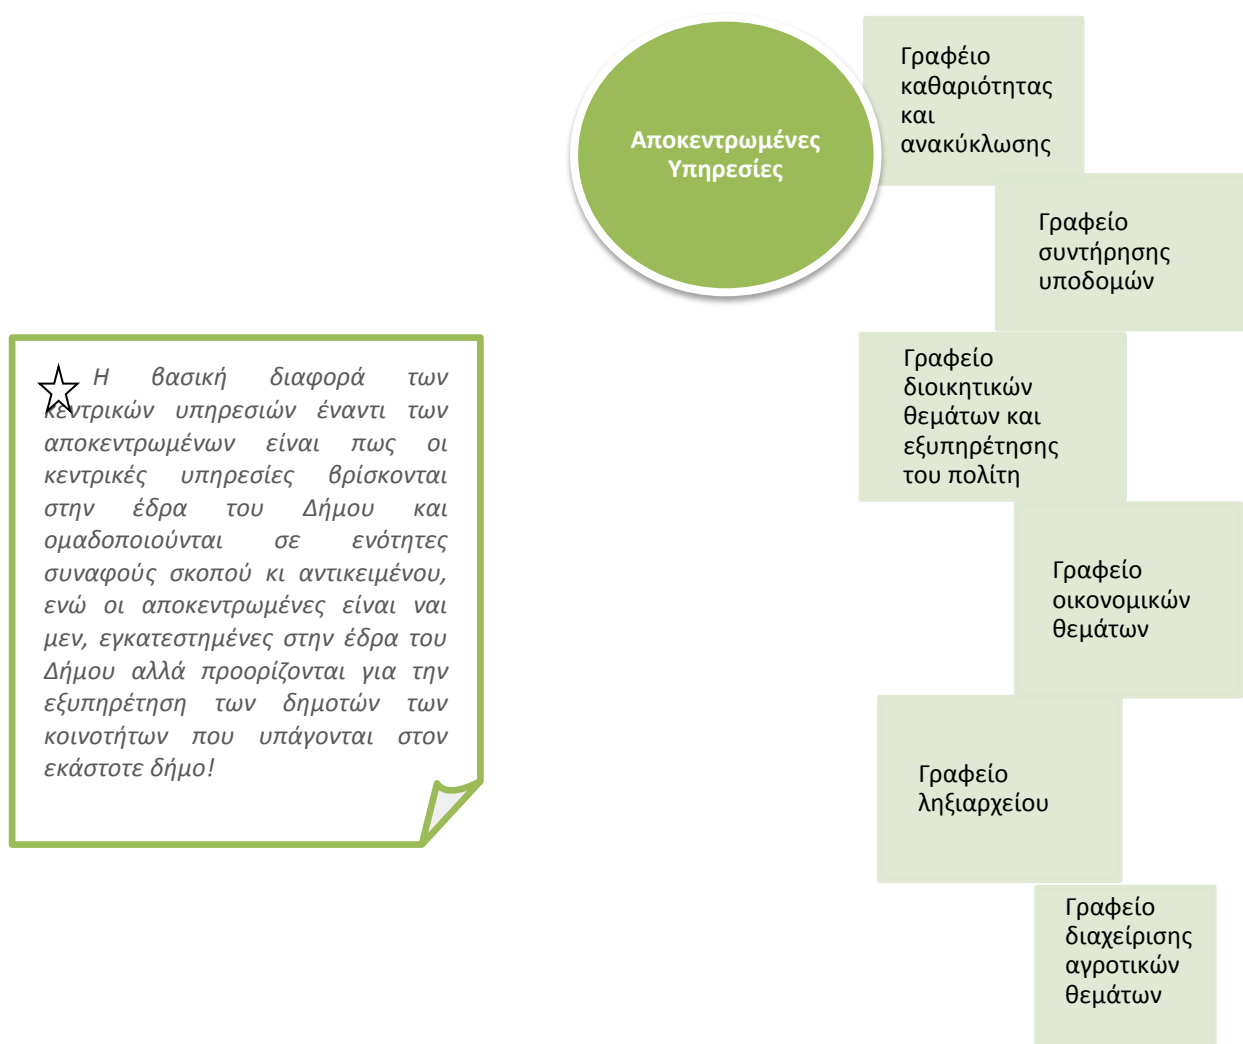 Αποκεντρωμένες
Υπηρεσίες
Γραφέιο
καθαριότητας
και
ανακύκλωσης
Γραφείο
συντήρησης
υποδομών
Γραφείο
διοικητικών
θεμάτων και
εξυπηρέτησης
του πολίτη
Γραφείο
οικονομικών
θεμάτων
Γραφείο
ληξιαρχείου
Γραφείο
διαχείρισης
αγροτικών
θεμάτων
Η βασική διαφορά των
κεντρικών υπηρεσιών έναντι των
αποκεντρωμένων είναι πως οι
κεντρικές υπηρεσίες βρίσκονται
στην έδρα του Δήμου και
ομαδοποιούνται σε ενότητες
συναφούς σκοπού κι αντικειμένου,
ενώ οι αποκεντρωμένες είναι ναι
μεν, εγκατεστημένες στην έδρα του
Δήμου αλλά προορίζονται για την
εξυπηρέτηση των δημοτών των
κοινοτήτων που υπάγονται στον
εκάστοτε δήμο!